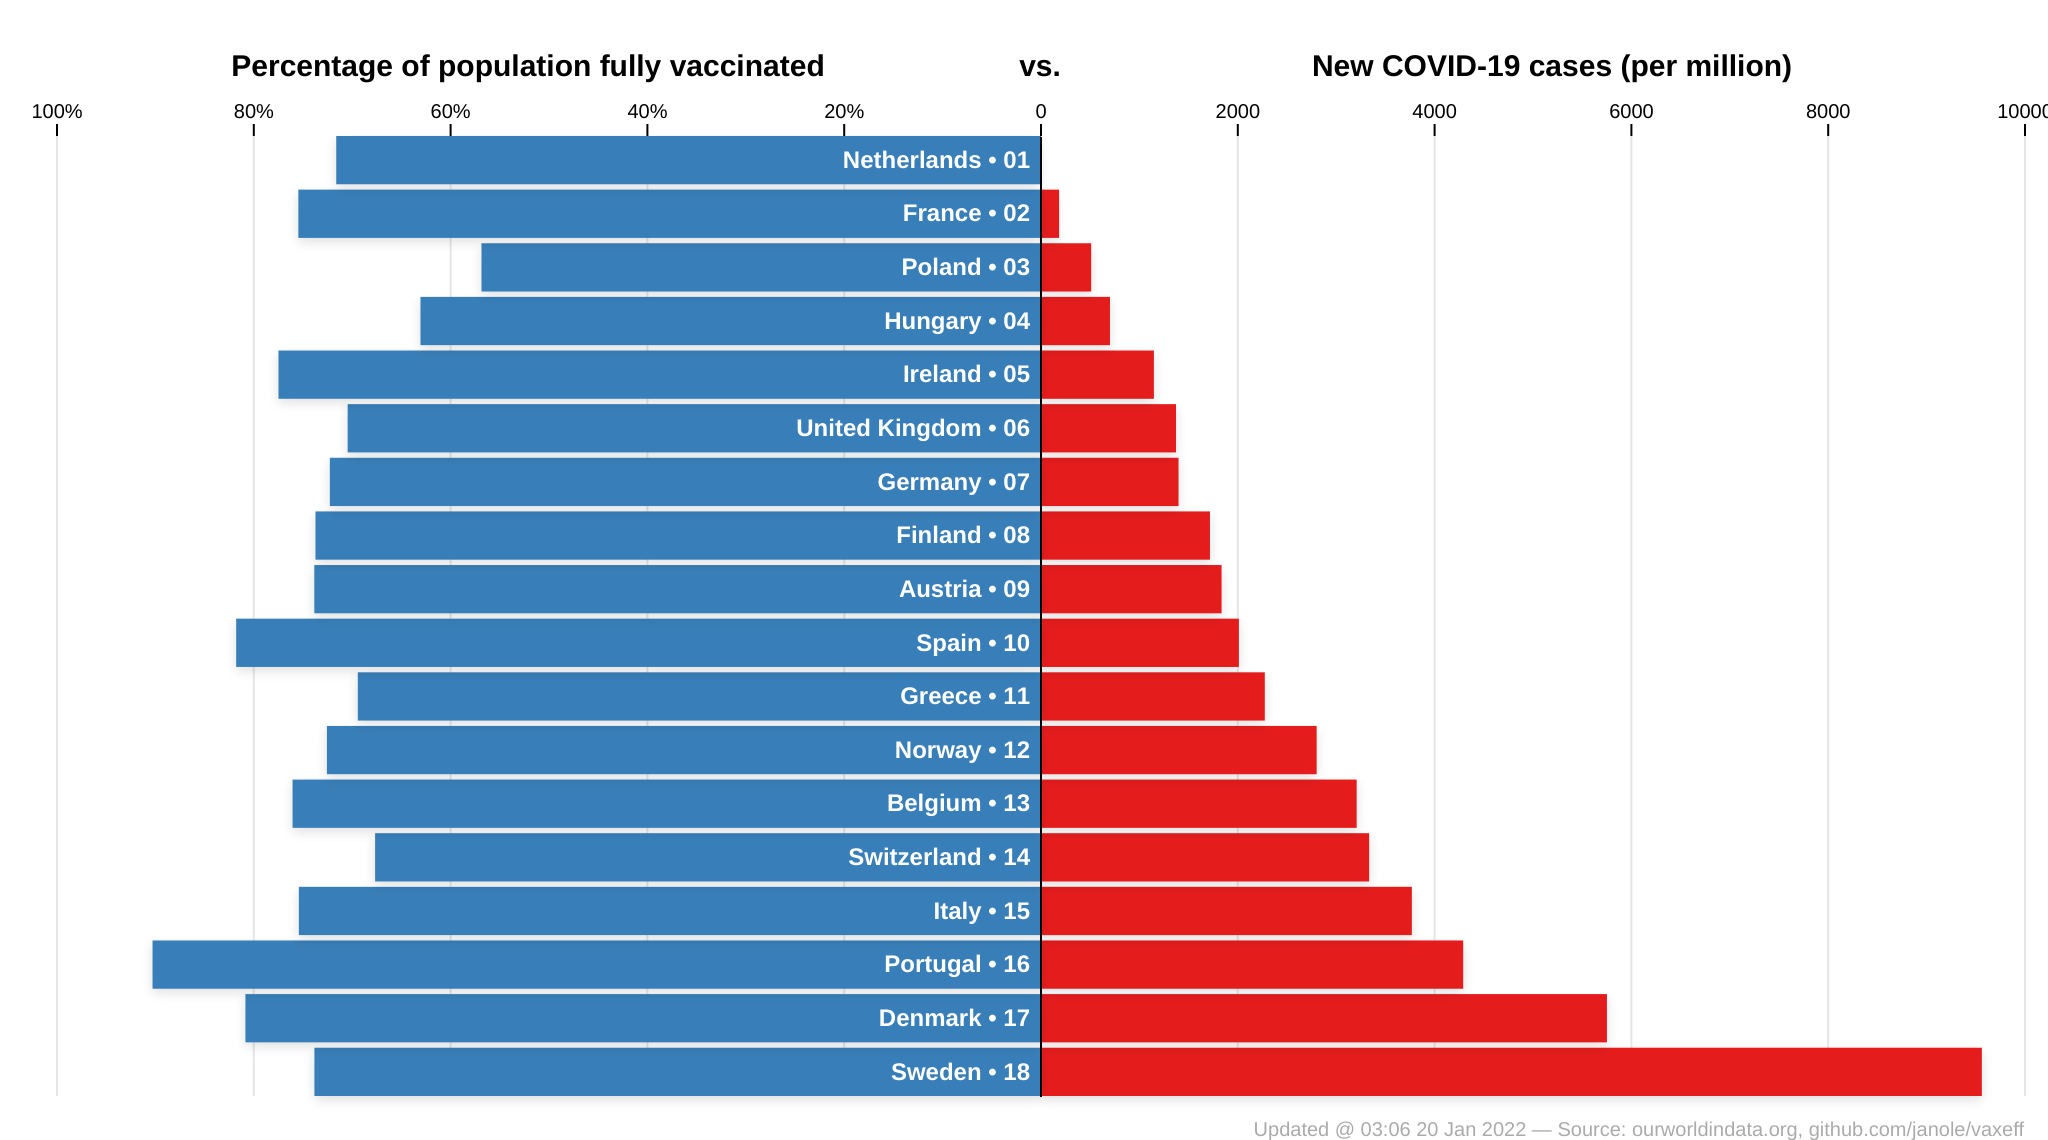 Percentage of population fully vaccinated vs. New COVID-19 cases (per million)
100% 80% 60% 40% 20% 0 2000 4000 6000 8000 10000
Netherlands • 01
France • 02
Poland • 03
Hungary • 04
Ireland • 05
United Kingdom • 06
Germany • 07
Finland • 08
Austria • 09
Spain • 10
Greece • 11
Norway • 12
Belgium • 13
Switzerland • 14
Italy • 15
Portugal • 16
Denmark • 17
Sweden • 18
Updated @ 03:06 20 Jan 2022 — Source: ourworldindata.org, github.com/janole/vaxeff